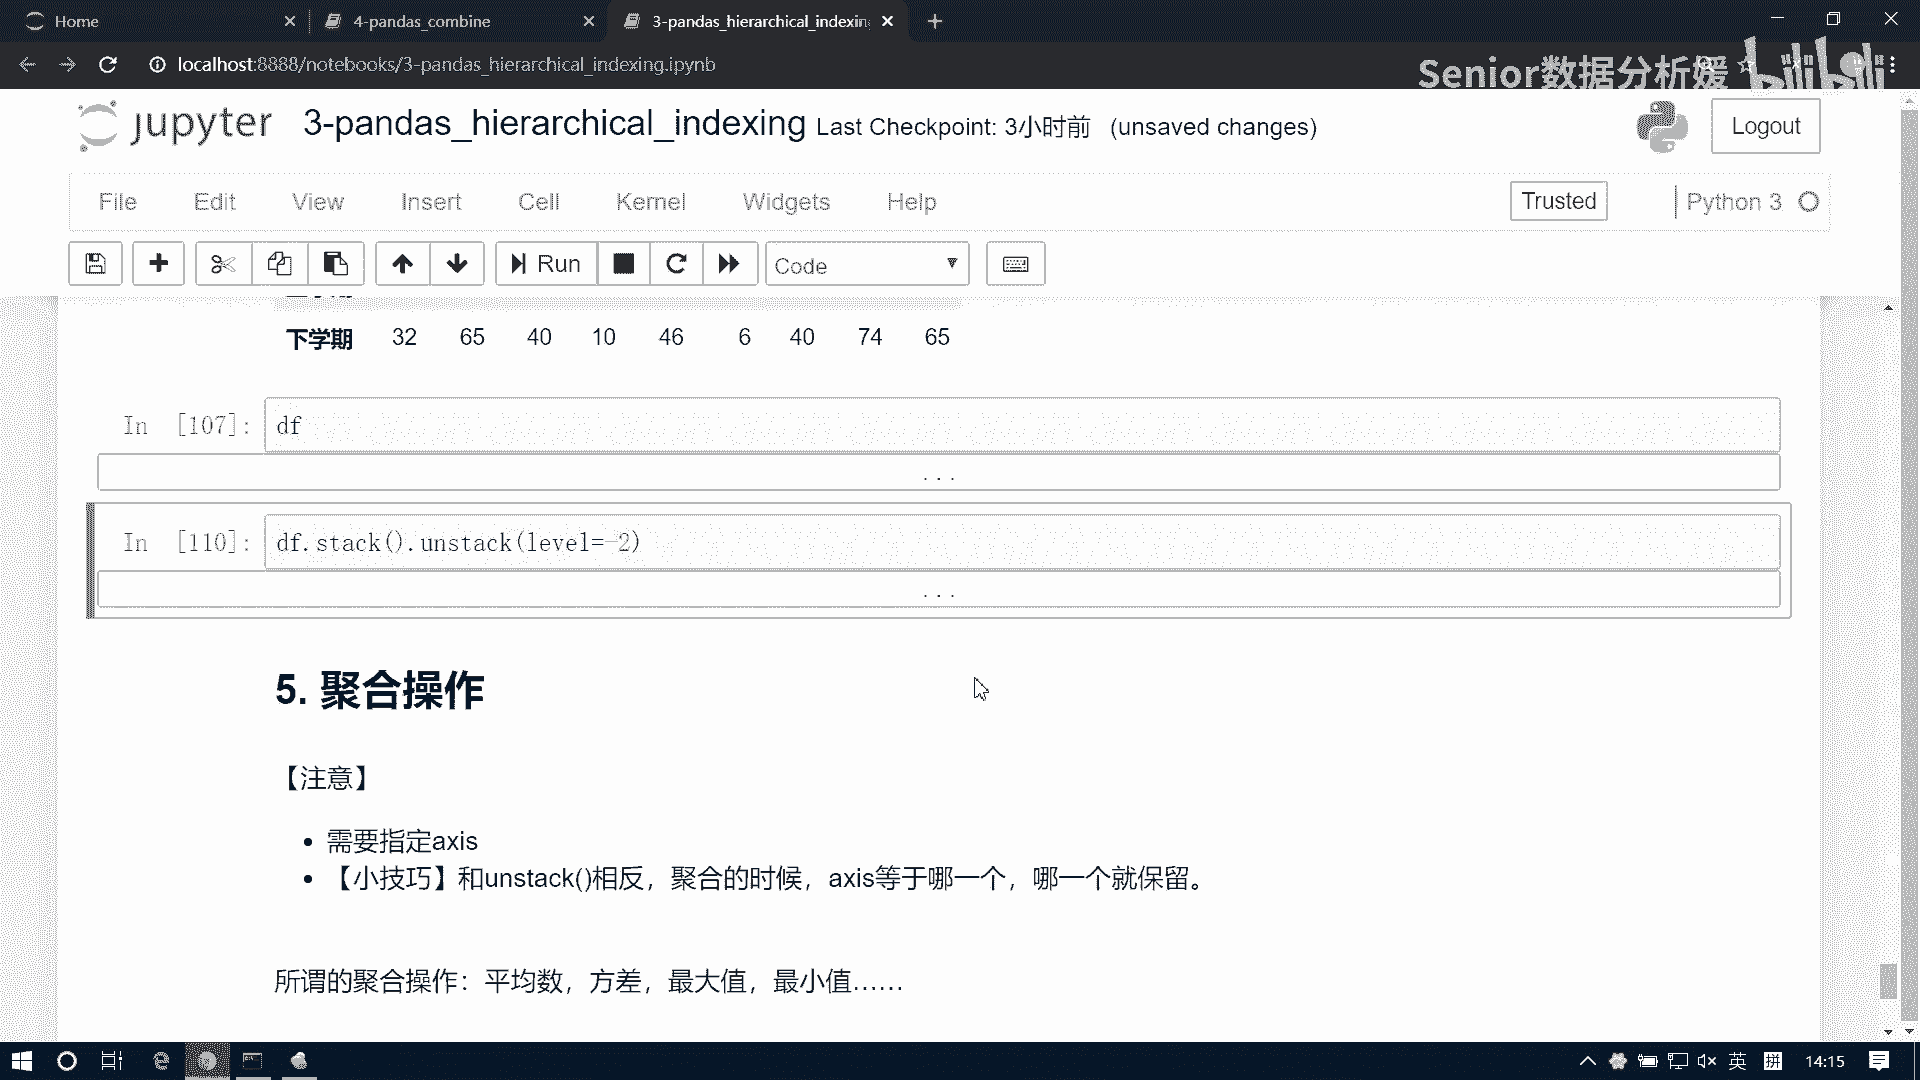 Home
4-pandas_combine
3-pandas_hierarchical_indexin
localhost:8888/notebooks/3-pandas_hierarchical_indexing.ipynb
Senior数据分析媛
bilibili
jupyter
3-pandas_hierarchical_indexing Last Checkpoint: 3小时前 (unsaved changes)
Logout
File Edit View Insert Cell Kernel Widgets Help
Trusted
Python 3
Run
Code
下学期 32 65 40 10 46 6 40 74 65
In [107]: df
...
In [110]: df.stack().unstack(level=-2)
...
5. 聚合操作
【注意】
• 需要指定axis
• 【小技巧】和unstack()相反，聚合的时候，axis等于哪一个，哪一个就保留。
所谓的聚合操作：平均数，方差，最大值，最小值……
英
拼
14:15